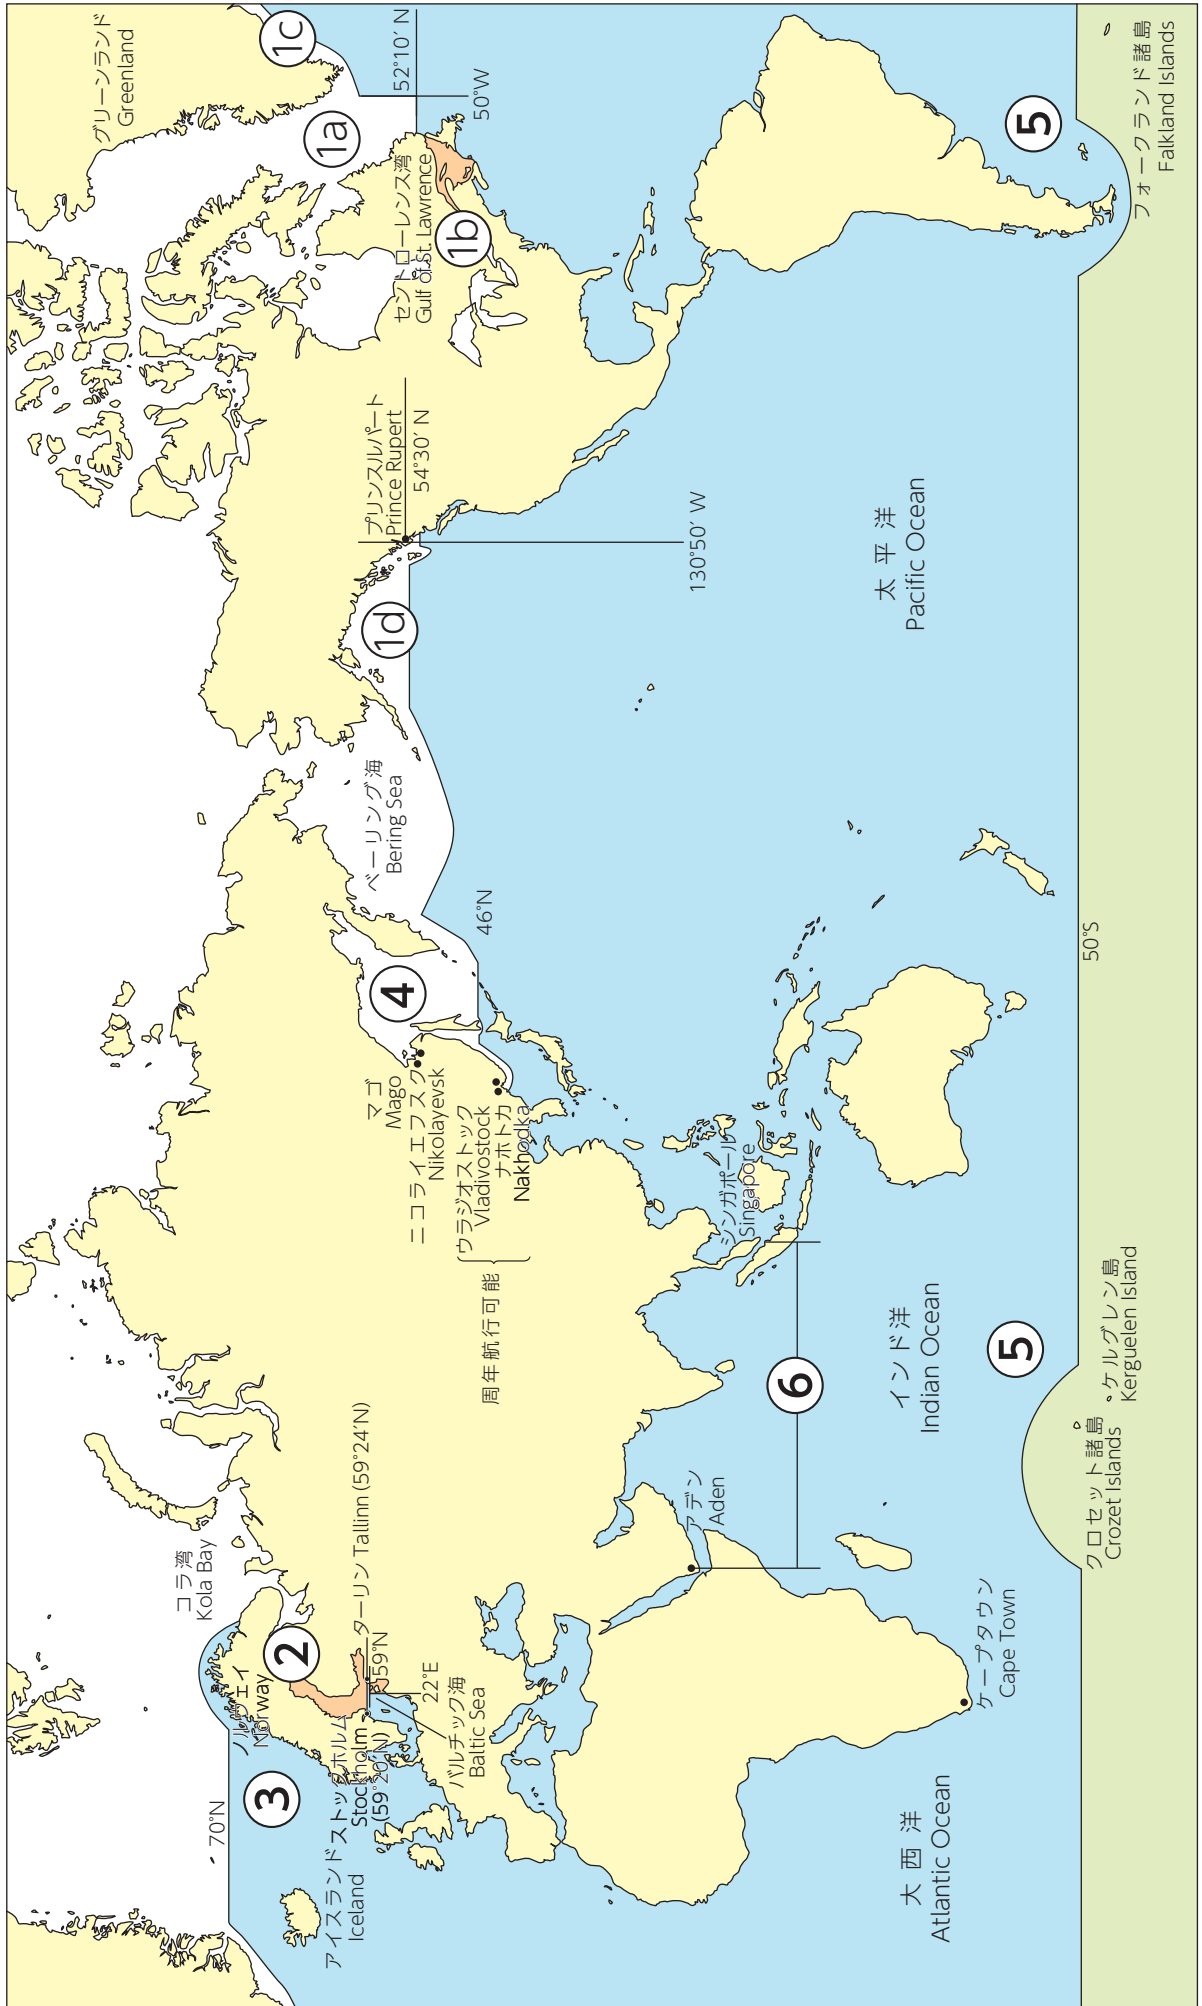 グリーンランド
Greenland
1c
1a
52°10′ N
50°W
セントローレンス湾
Gulf of St. Lawrence
1b
プリンスルパート
Prince Rupert
54°30′ N
130°50′ W
1d
ベーリング海
Bering Sea
46°N
4
マゴ
Mago
ニコライエフスク
Nikolayevsk
ウラジオストック
Vladivostock
ナホトカ
Nakhodka
周年航行可能
コラ湾
Kola Bay
ノルウェイ
Norway
2
ターリン Tallinn (59°24′N)
59°N
22°E
バルチック海
Baltic Sea
ストックホルム
Stockholm
(59°20′N)
70°N
3
アイスランド
Iceland
太 平 洋
Pacific Ocean
シンガポール
Singapore
6
アデン
Aden
インド洋
Indian Ocean
5
ケープタウン
Cape Town
大 西 洋
Atlantic Ocean
50°S
5
フォークランド諸島
Falkland Islands
ケルグレン島
Kerguelen Island
クロセット諸島
Crozet Islands